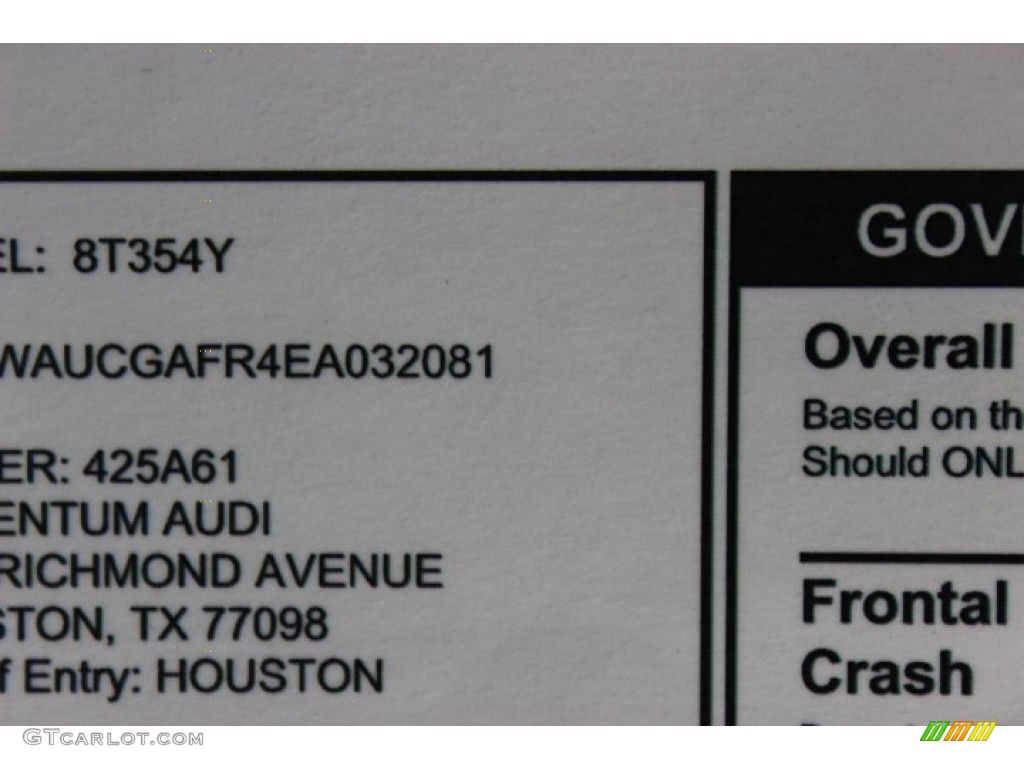 EL: 8T354Y
WAUCGAFR4EA032081
ER: 425A61
ENTUM AUDI
RICHMOND AVENUE
STON, TX 77098
f Entry: HOUSTON
GOV
Overall
Based on th
Should ONL
Frontal
Crash
GTCARLOT.COM